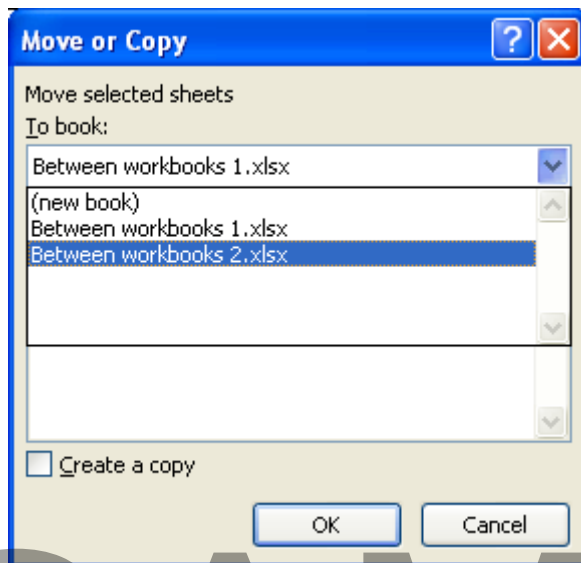 Move or Copy
Move selected sheets
To book:
Between workbooks 1.xlsx
(new book)
Between workbooks 1.xlsx
Between workbooks 2.xlsx
Create a copy
OK
Cancel